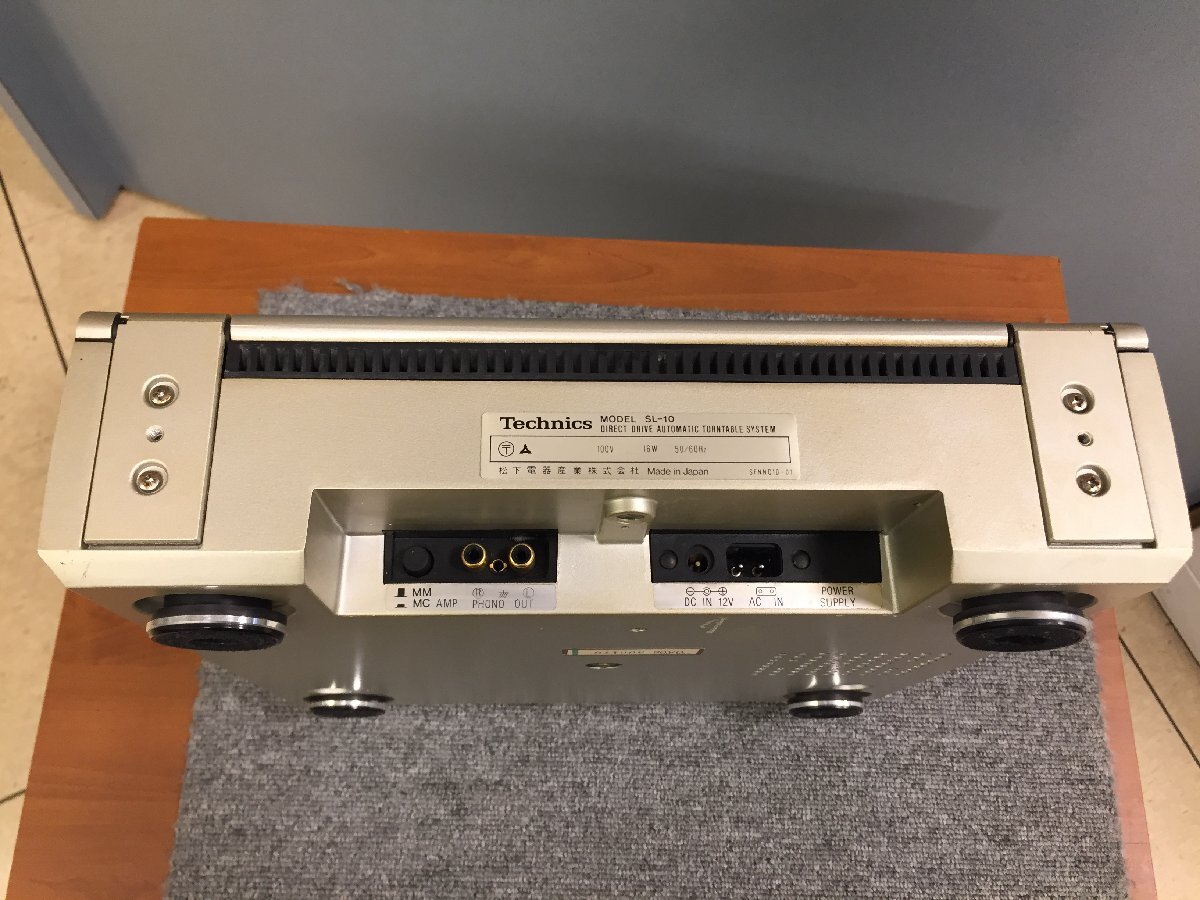 Technics MODEL SL-10
DIRECT DRIVE AUTOMATIC TURNTABLE SYSTEM
100V 16W 50/60Hz
松下電器産業株式会社 Made in Japan SFNN010-01
MM
MC AMP
R L
PHONO OUT
DC IN 12V
AC IN
POWER
SUPPLY